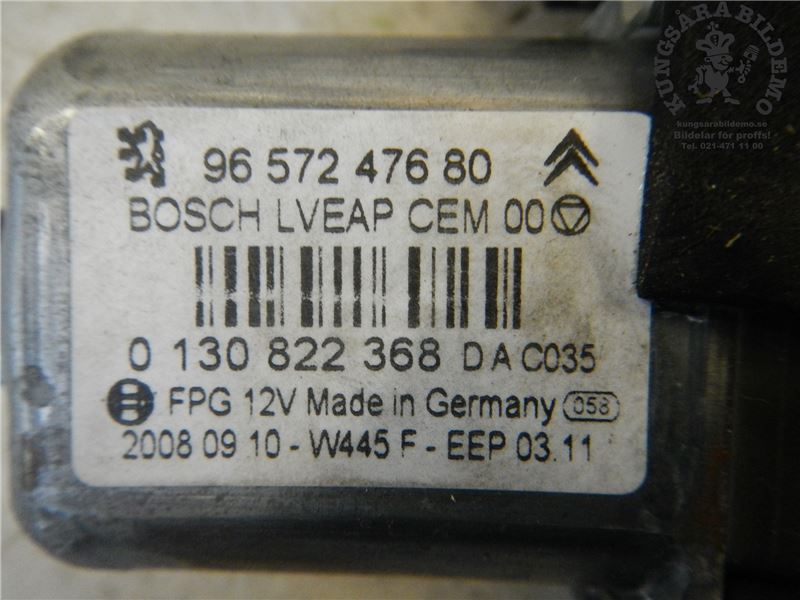 KUNGSÅRA BILDEMO
kungsarabildemo.se
Bildelar för proffs!
Tel. 021-471 11 00
96 572 476 80
BOSCH LVEAP CEM 00
0 130 822 368 D A C035
FPG 12V Made in Germany 058
2008 09 10 - W445 F - EEP 03.11